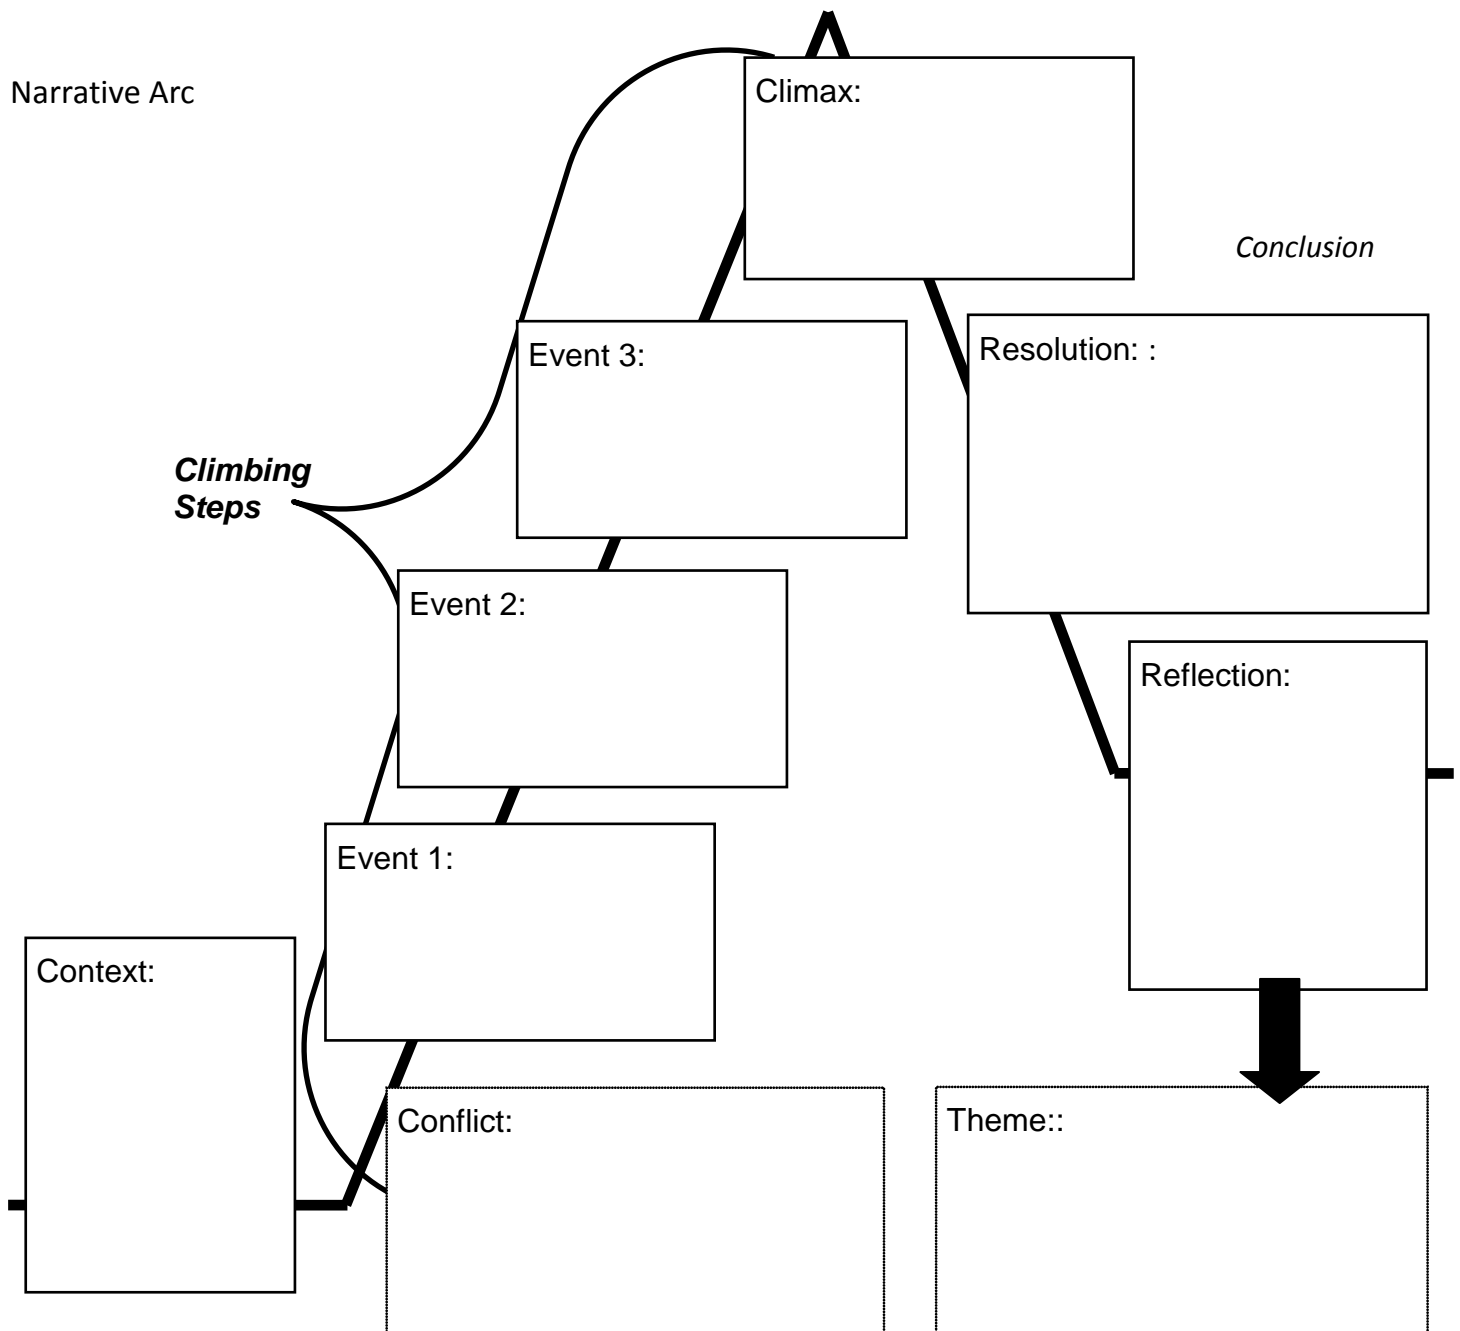 Narrative Arc
Climax:
Conclusion
Event 3:
Resolution: :
Climbing
Steps
Event 2:
Reflection:
Event 1:
Context:
Conflict:
Theme::